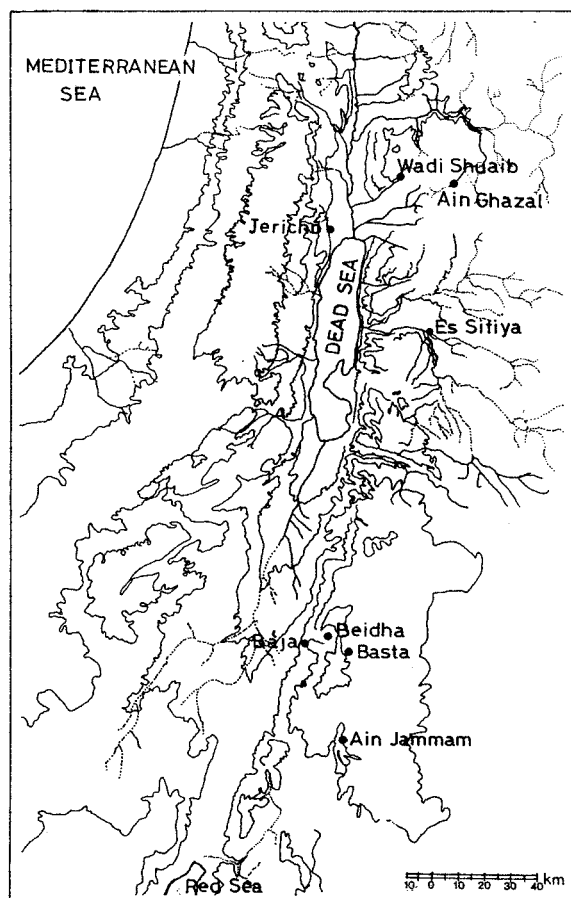 MEDITERRANEAN
SEA
Wadi Shuaib
Ain Ghazal
Jericho
DEAD SEA
Es Sifiya
Beidha
Baja
Basta
Ain Jammam
Red Sea
10 0 10 20 30 40 km